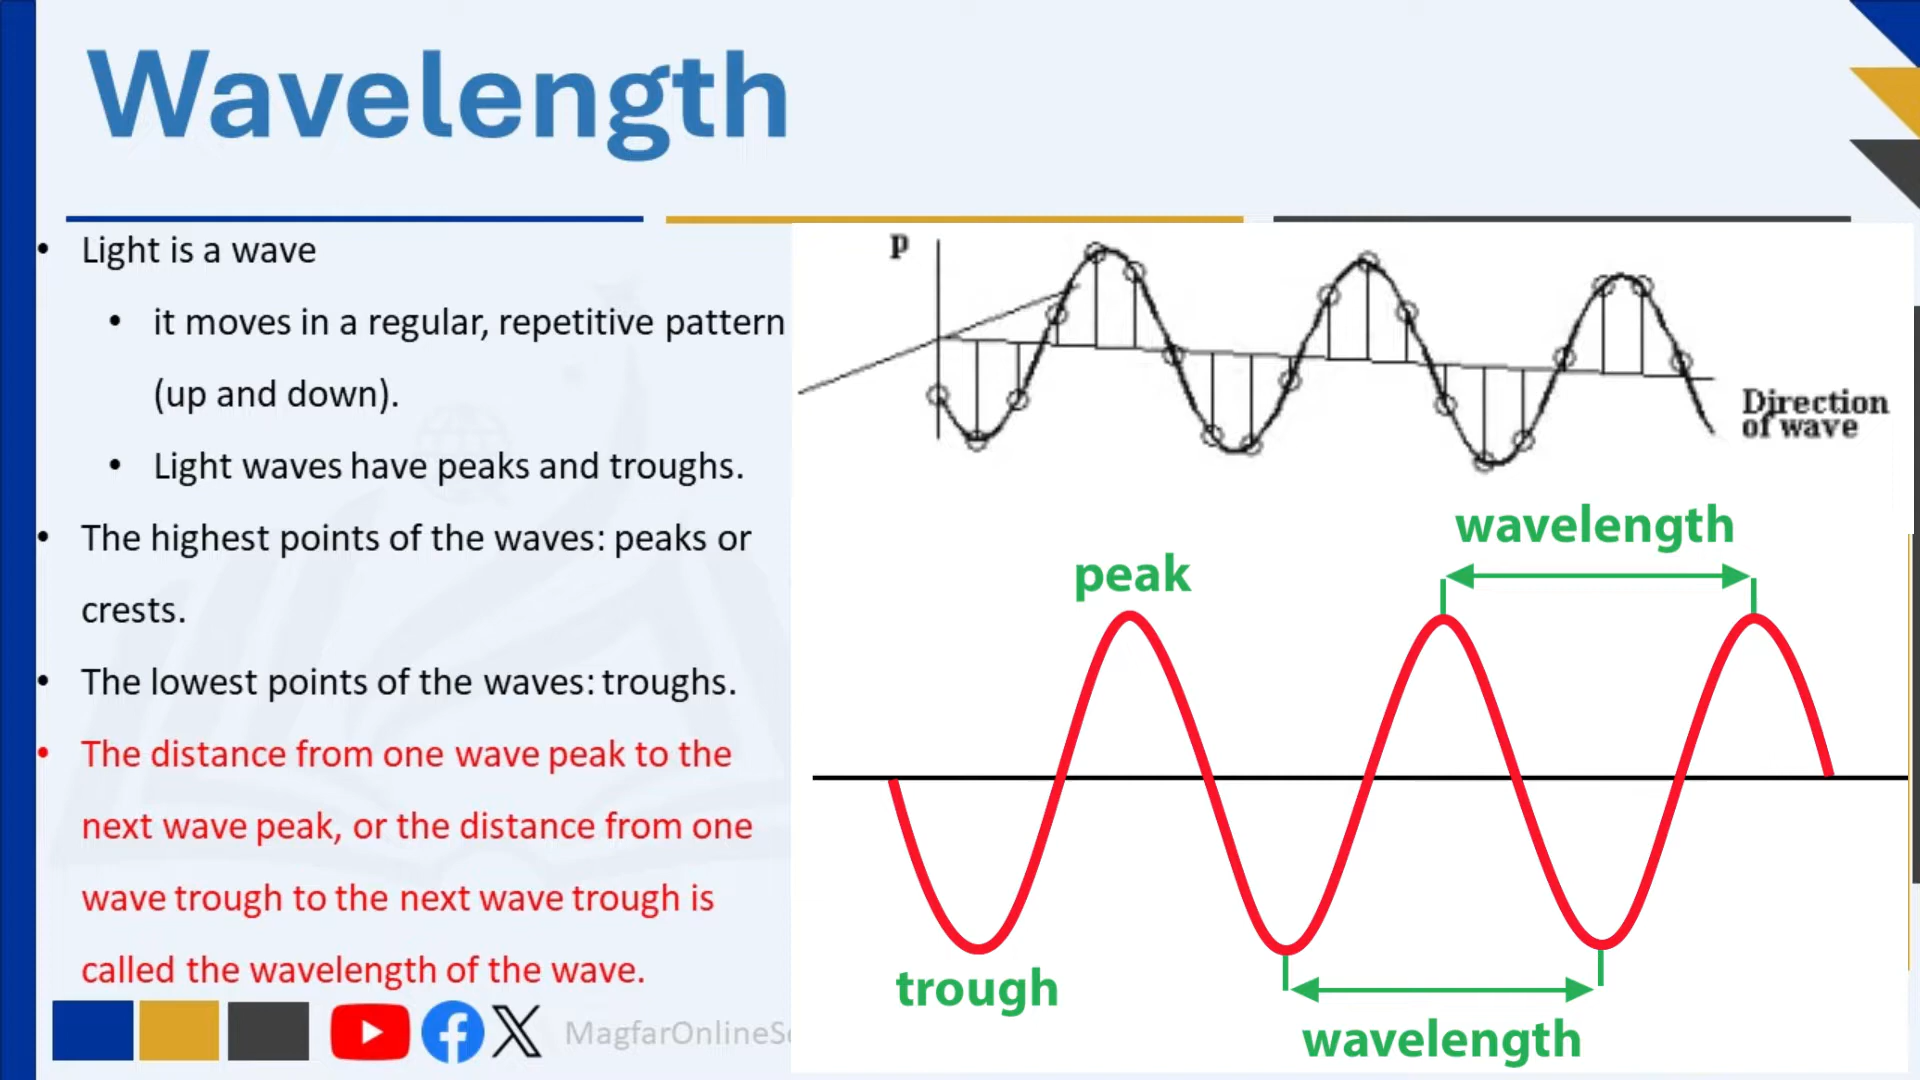 Wavelength
• Light is a wave
• it moves in a regular, repetitive pattern
(up and down).
• Light waves have peaks and troughs.
• The highest points of the waves: peaks or
crests.
• The lowest points of the waves: troughs.
• The distance from one wave peak to the
next wave peak, or the distance from one
wave trough to the next wave trough is
called the wavelength of the wave.
P
Direction
of wave
wavelength
peak
trough
wavelength